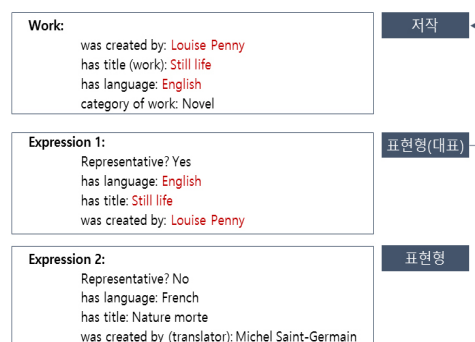 Work:
was created by: Louise Penny
has title (work): Still life
has language: English
category of work: Novel
저작
Expression 1:
Representative? Yes
has language: English
has title: Still life
was created by: Louise Penny
표현형(대표)
Expression 2:
Representative? No
has language: French
has title: Nature morte
was created by (translator): Michel Saint-Germain
표현형